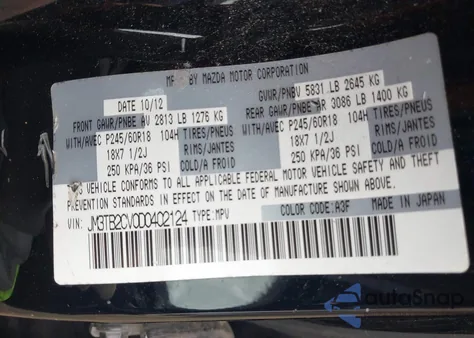 MFD BY MAZDA MOTOR CORPORATION
DATE 10/12 GVWR/PNBV 5831 LB 2645 KG
FRONT GAWR/PNBE AV 2813 LB 1276 KG REAR GAWR/PNBE AR 3086 LB 1400 KG
WITH/AVEC P245/60R18 104H TIRES/PNEUS WITH/AVEC P245/60R18 104H TIRES/PNEUS
18X7 1/2J RIMS/JANTE 18X7 1/2J RIMS/JANTE
250 KPA/36 PSI COLD/A FROID 250 KPA/36 PSI COLD/A FROID
VEHICLE CONFORMS TO ALL APPLICABLE FEDERAL MOTOR VEHICLE SAFETY AND THEFT
PREVENTION STANDARDS IN EFFECT ON THE DATE OF MANUFACTURE SHOWN ABOVE.
VIN: JM3TB2CV0D0402124 TYPE: MPV COLOR CODE: A3F MADE IN JAPAN
autoSnap